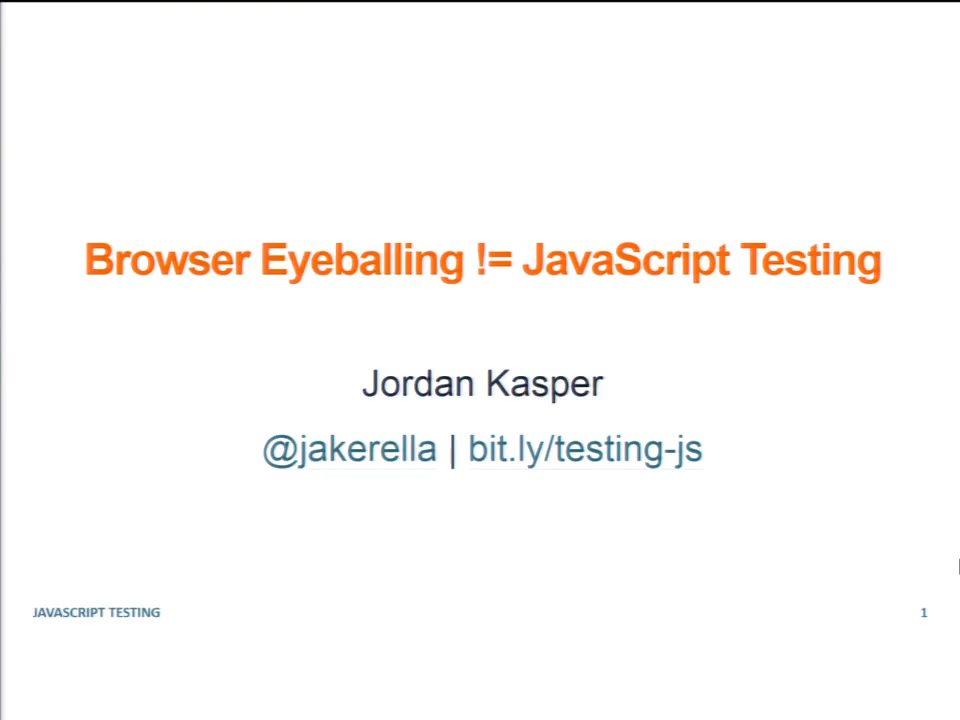 Browser Eyeballing != JavaScript Testing
Jordan Kasper
@jakerella | bit.ly/testing-js
JAVASCRIPT TESTING
1